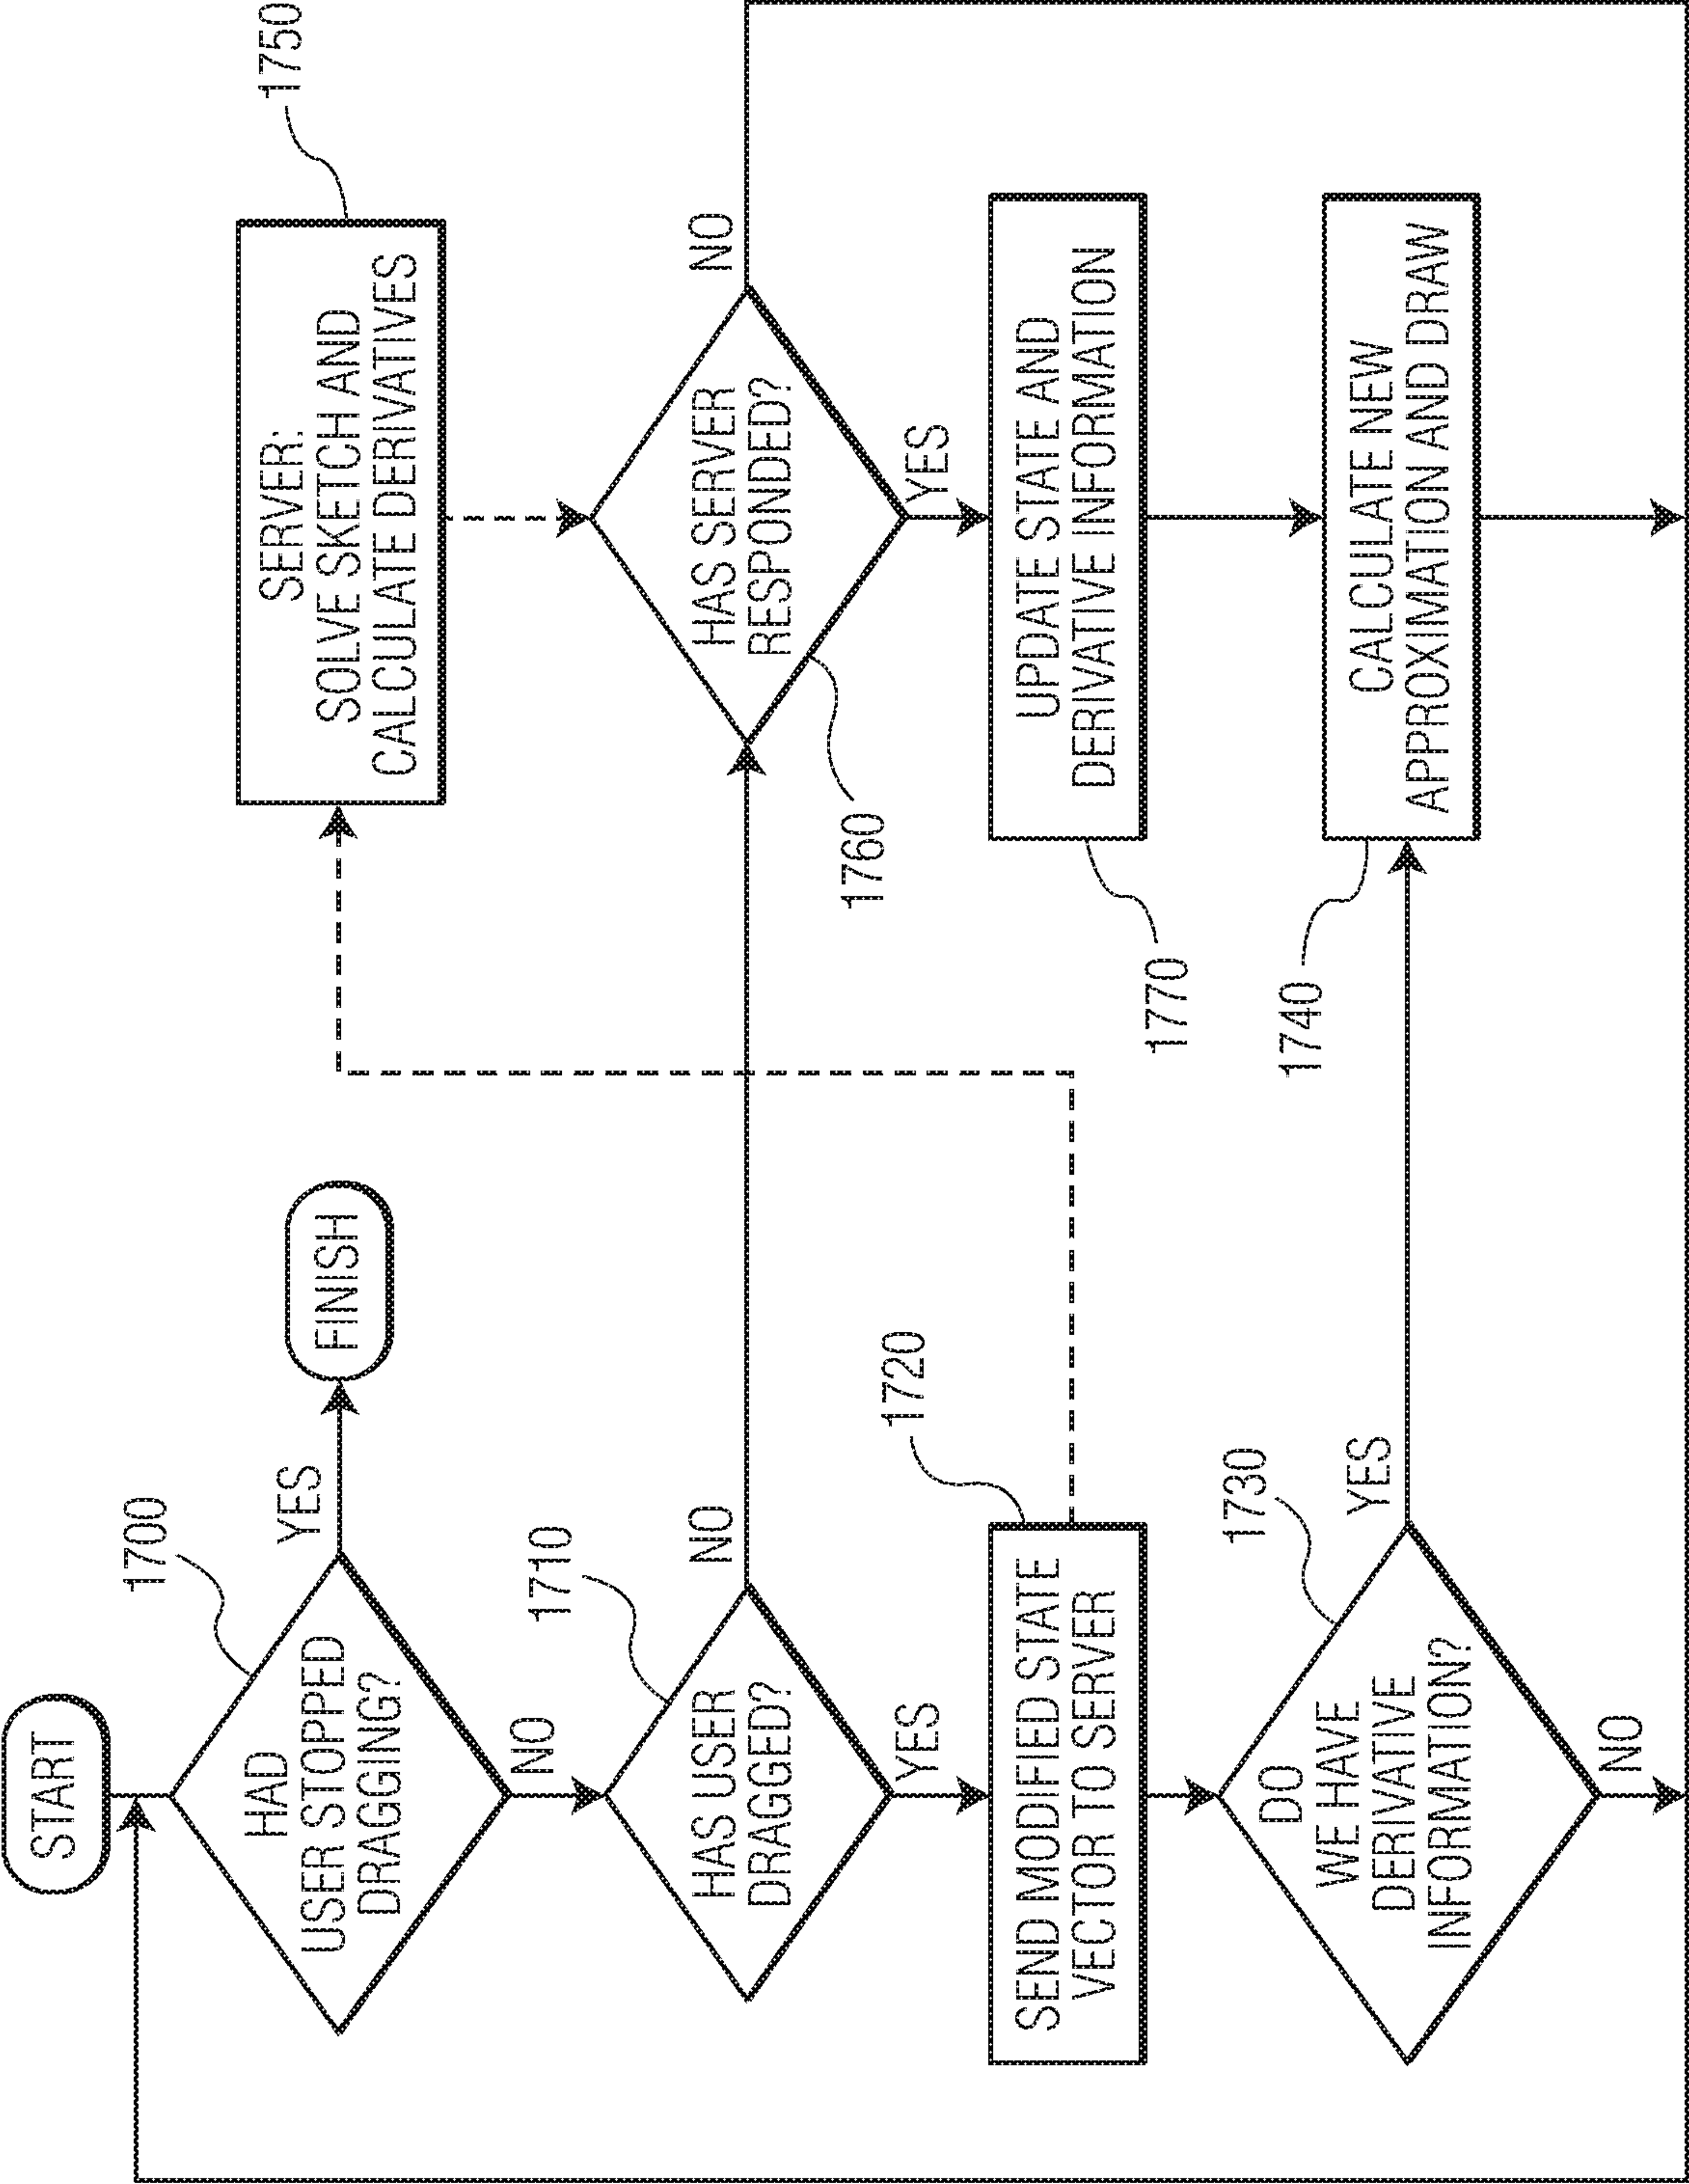 START
1700
HAD
USER STOPPED
DRAGGING?
YES
FINISH
NO
1710
HAS USER
DRAGGED?
NO
YES
1720
SEND MODIFIED STATE
VECTOR TO SERVER
1730
DO
WE HAVE
DERIVATIVE
INFORMATION?
YES
NO
1750
SERVER:
SOLVE SKETCH AND
CALCULATE DERIVATIVES
HAS SERVER
RESPONDED?
NO
1760
YES
UPDATE STATE AND
DERIVATIVE INFORMATION
1770
1740
CALCULATE NEW
APPROXIMATION AND DRAW